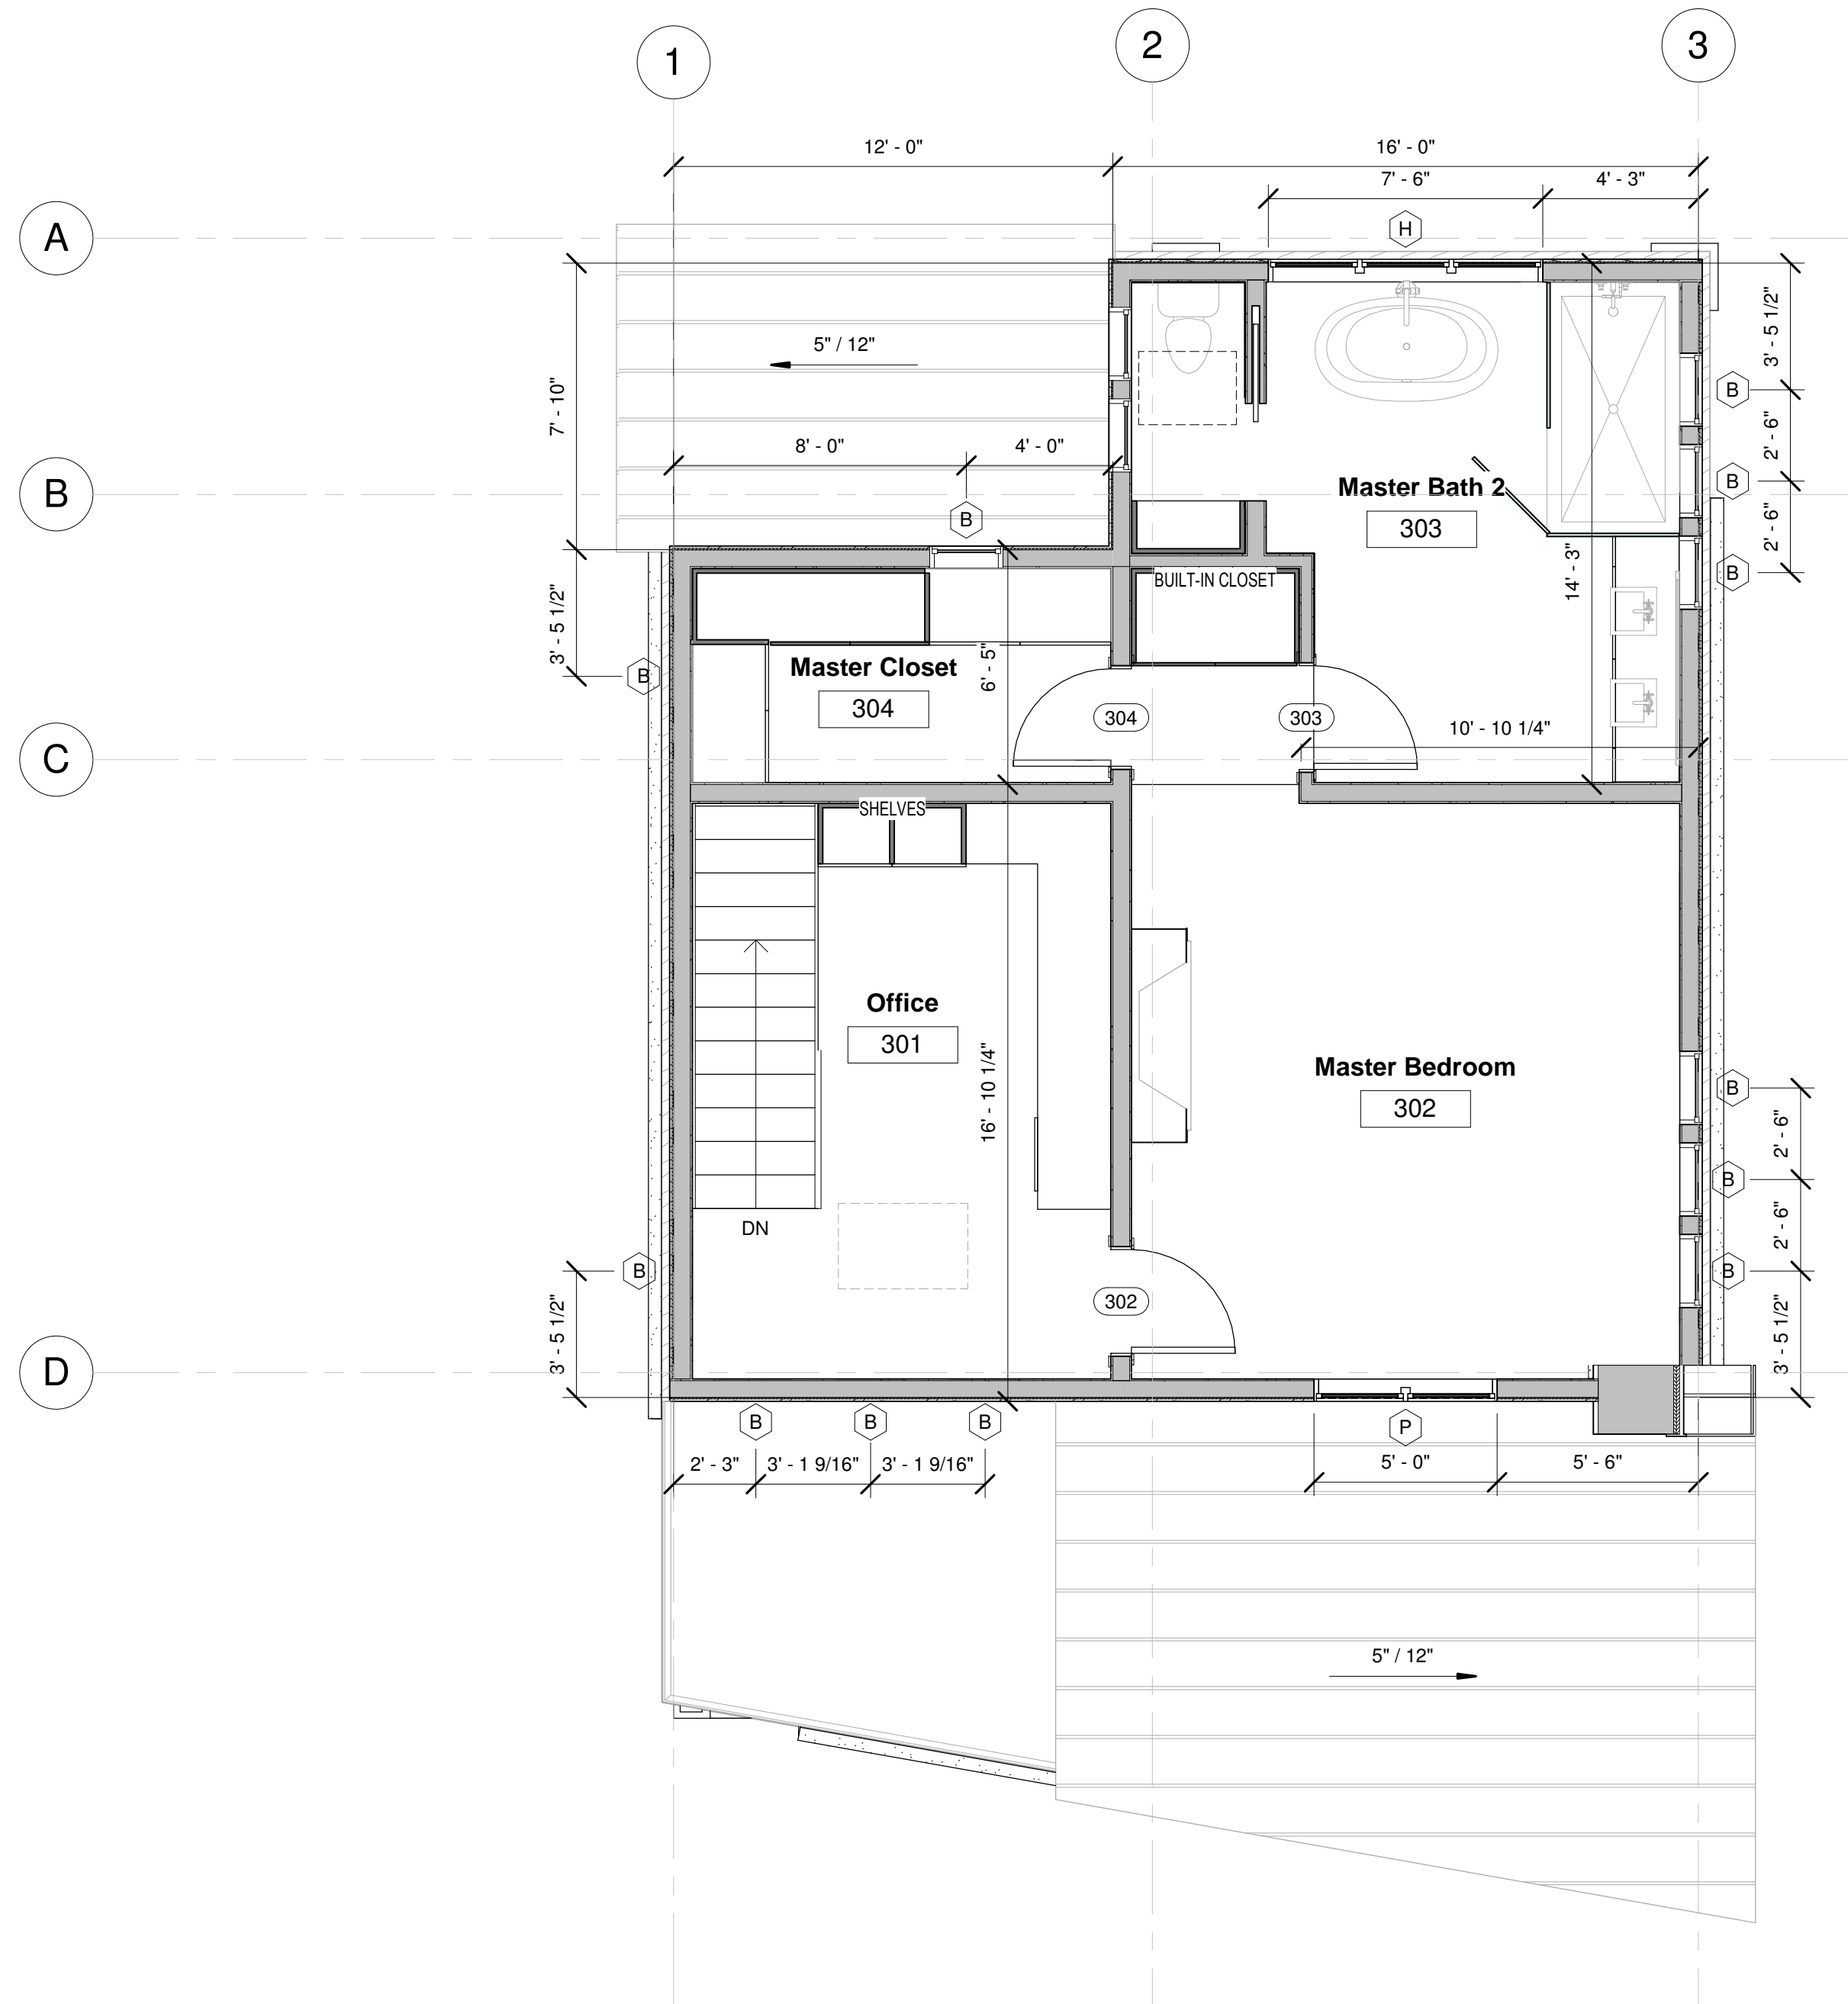 1
2
3
12' - 0"
16' - 0"
7' - 6"
4' - 3"
A
H
5" / 12"
3' - 5 1/2"
7' - 10"
B
2' - 6"
8' - 0"
4' - 0"
B
Master Bath 2
B
B
303
2' - 6"
BUILT-IN CLOSET
B
14' - 3"
3' - 5 1/2"
B
Master Closet
6' - 5"
304
304
303
10' - 10 1/4"
C
SHELVES
Office
301
16' - 10 1/4"
Master Bedroom
302
B
2' - 6"
B
DN
2' - 6"
B
B
302
3' - 5 1/2"
3' - 5 1/2"
D
B
B
B
P
2' - 3"
3' - 1 9/16"
3' - 1 9/16"
5' - 0"
5' - 6"
5" / 12"